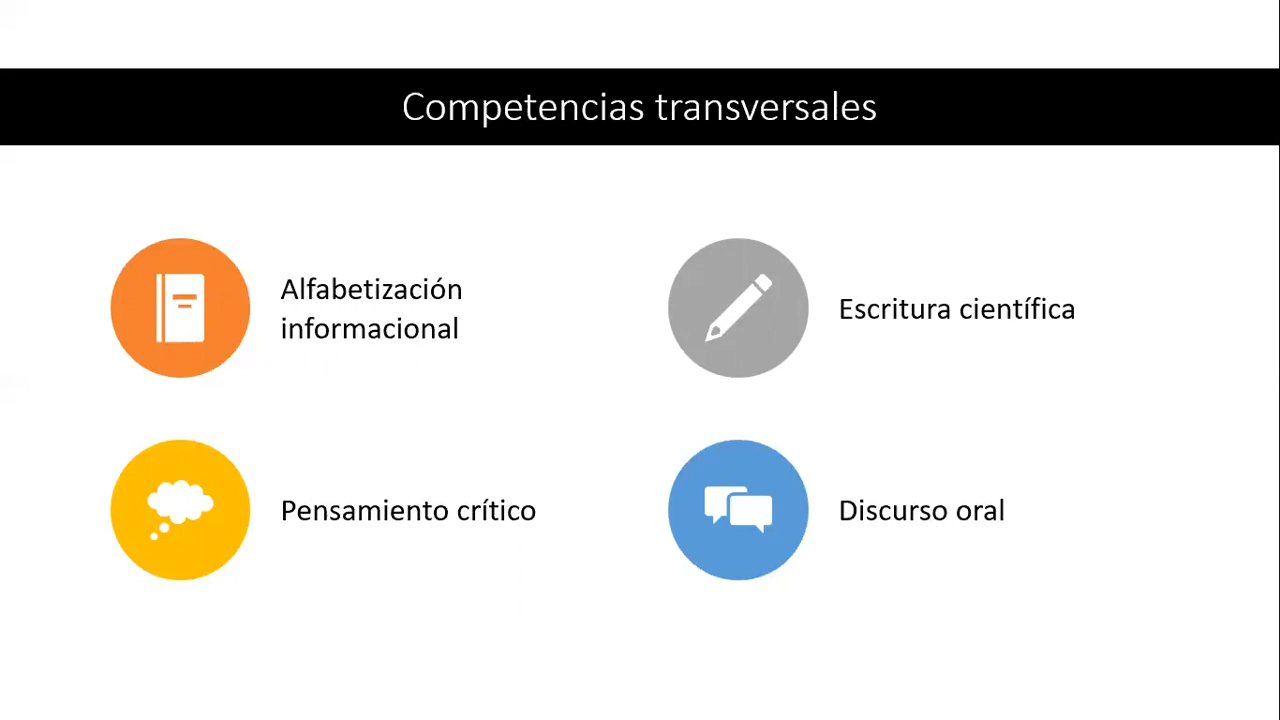 Competencias transversales
Alfabetización
informacional
Escritura científica
Pensamiento crítico
Discurso oral